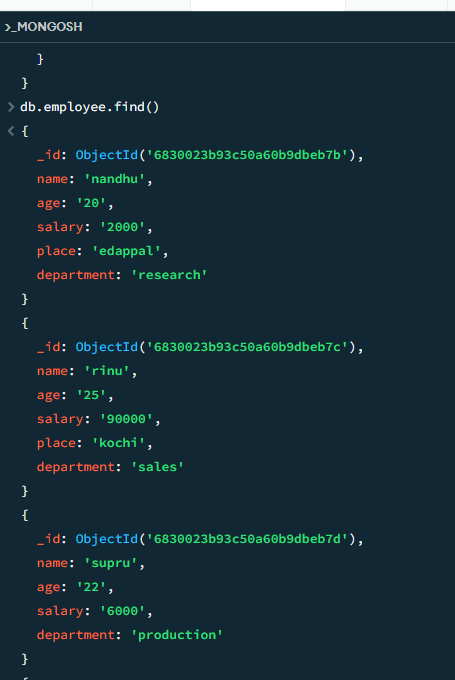 >_MONGOSH
}
}
> db.employee.find()
< {
_id: ObjectId('6830023b93c50a60b9dbeb7b'),
name: 'nandhu',
age: '20',
salary: '2000',
place: 'edappal',
department: 'research'
}
{
_id: ObjectId('6830023b93c50a60b9dbeb7c'),
name: 'rinu',
age: '25',
salary: '90000',
place: 'kochi',
department: 'sales'
}
{
_id: ObjectId('6830023b93c50a60b9dbeb7d'),
name: 'supru',
age: '22',
salary: '6000',
department: 'production'
}
{